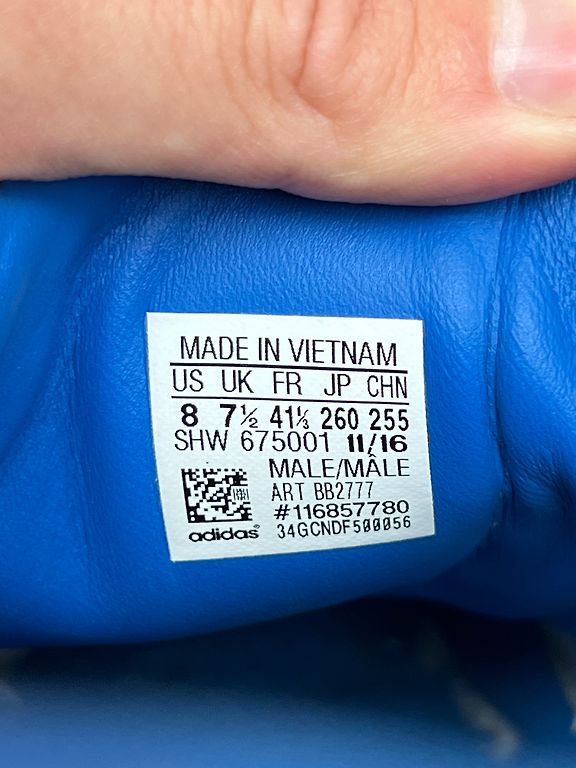 MADE IN VIETNAM
US UK FR JP CHN
8 7½ 41⅓ 260 255
SHW 675001 11/16
MALE/MÂLE
ART BB2777
#116857780
adidas® 34GCNDF500056